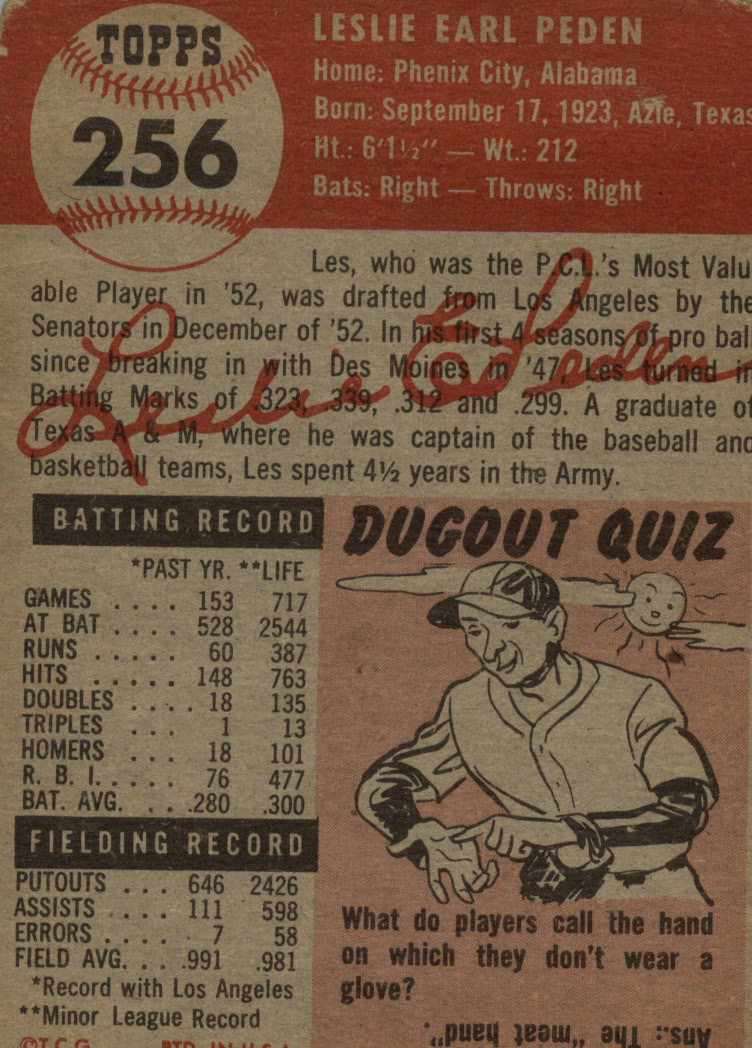 TOPPS
256
LESLIE EARL PEDEN
Home: Phenix City, Alabama
Born: September 17, 1923, Azle, Texas
Ht.: 6'1½" — Wt.: 212
Bats: Right — Throws: Right
Les, who was the P.C.L.'s Most Valu
able Player in '52, was drafted from Los Angeles by the
Senators in December of '52. In his first 4 seasons of pro bal
since breaking in with Des Moines in '47, Les turned in
Batting Marks of .323, .339, .312 and .299. A graduate of
Texas A & M, where he was captain of the baseball and
basketball teams, Les spent 4½ years in the Army.
Leslie E Peden
BATTING RECORD
*PAST YR. **LIFE
GAMES .... 153 717
AT BAT .... 528 2544
RUNS ..... 60 387
HITS ..... 148 763
DOUBLES .... 18 135
TRIPLES ... 1 13
HOMERS ... 18 101
R. B. I. .... 76 477
BAT. AVG. ... .280 .300
FIELDING RECORD
PUTOUTS ... 646 2426
ASSISTS .... 111 598
ERRORS .... 7 58
FIELD AVG. ... .991 .981
*Record with Los Angeles
**Minor League Record
©T.C.G. PTD. IN U.S.A.
DUGOUT QUIZ
What do players call the hand
on which they don't wear a
glove?
Ans.: The "meat hand".